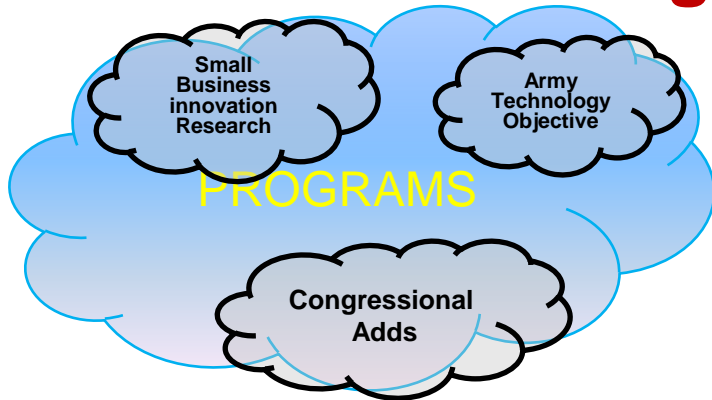 Small
Business
innovation
Research
Army
Technology
Objective
PROGRAMS
Congressional
Adds